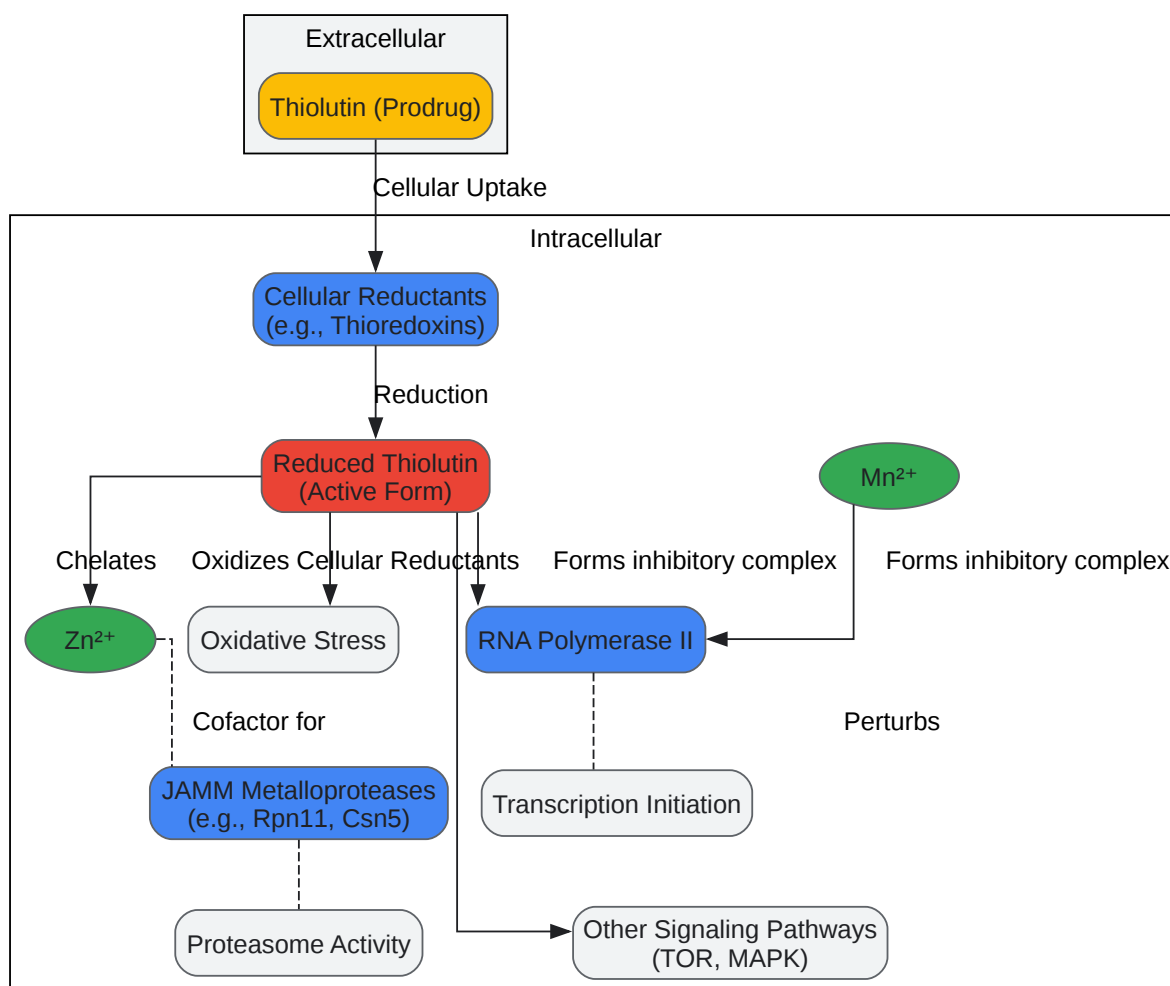 Extracellular
Thiolutin (Prodrug)
Cellular Uptake
Intracellular
Cellular Reductants
(e.g., Thioredoxins)
Reduction
Reduced Thiolutin
(Active Form)
Mn²⁺
Chelates
Oxidizes Cellular Reductants
Forms inhibitory complex
Forms inhibitory complex
Zn²⁺
Oxidative Stress
RNA Polymerase II
Cofactor for
Perturbs
JAMM Metalloproteases
(e.g., Rpn11, Csn5)
Transcription Initiation
Proteasome Activity
Other Signaling Pathways
(TOR, MAPK)